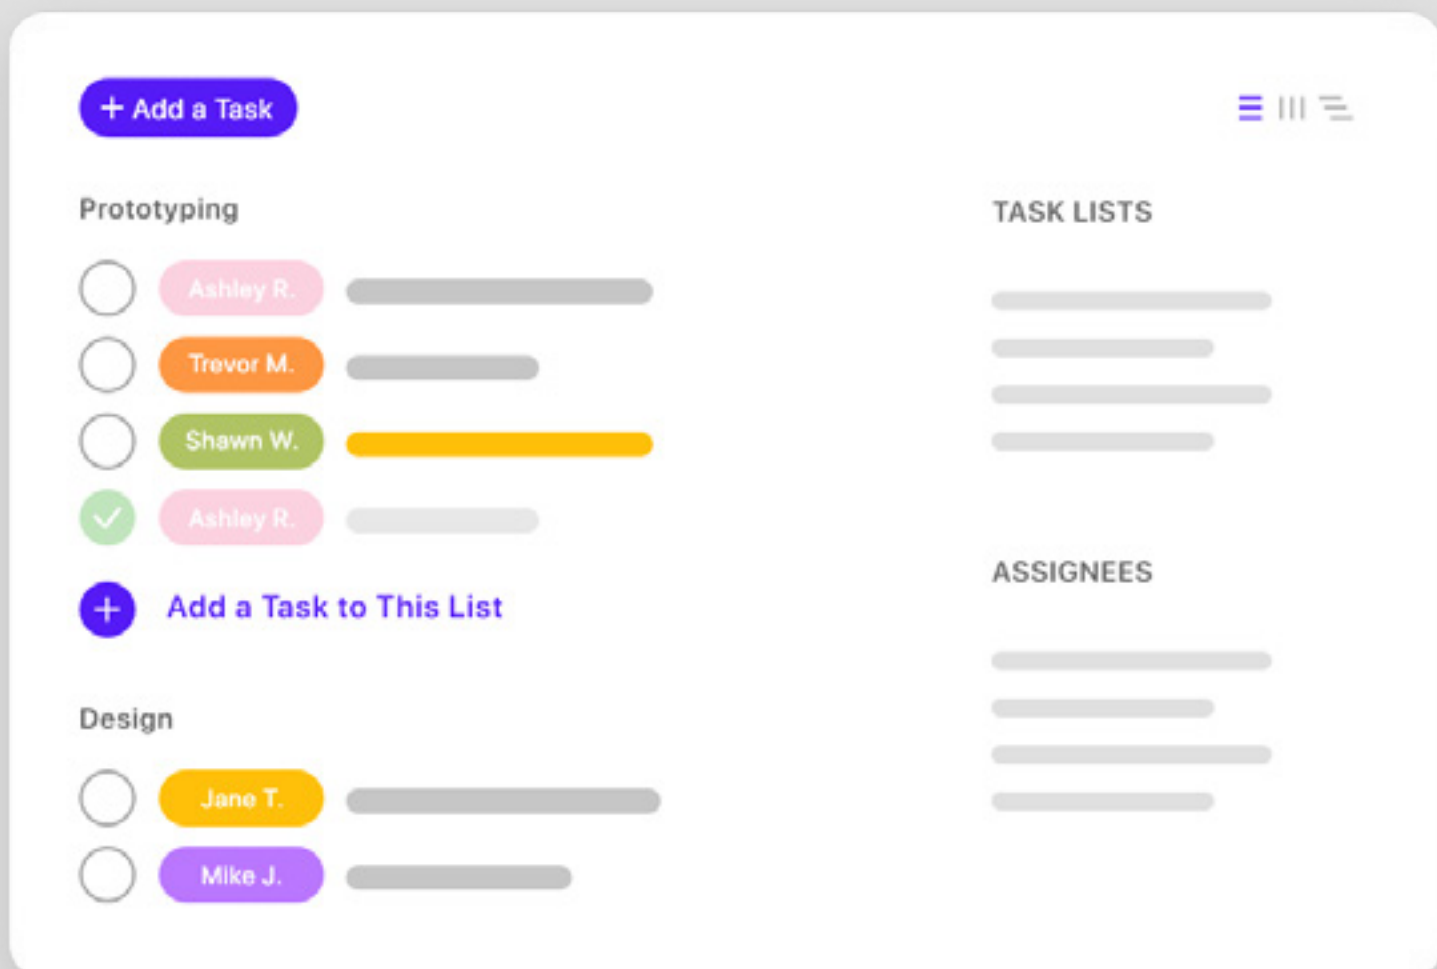 + Add a Task
Prototyping
Ashley R.
Trevor M.
Shawn W.
Ashley R.
Add a Task to This List
Design
Jane T.
Mike J.
TASK LISTS
ASSIGNEES